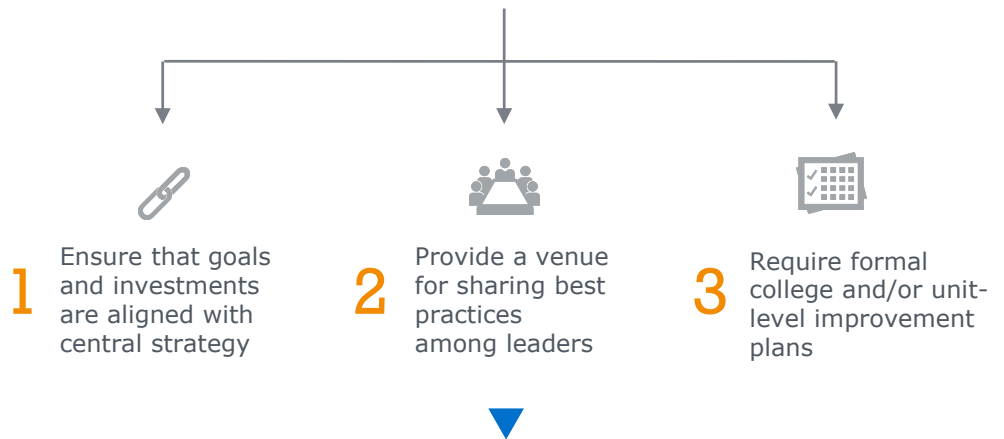 1
Ensure that goals
and investments
are aligned with
central strategy
2
Provide a venue
for sharing best
practices
among leaders
3
Require formal
college and/or unit-
level improvement
plans